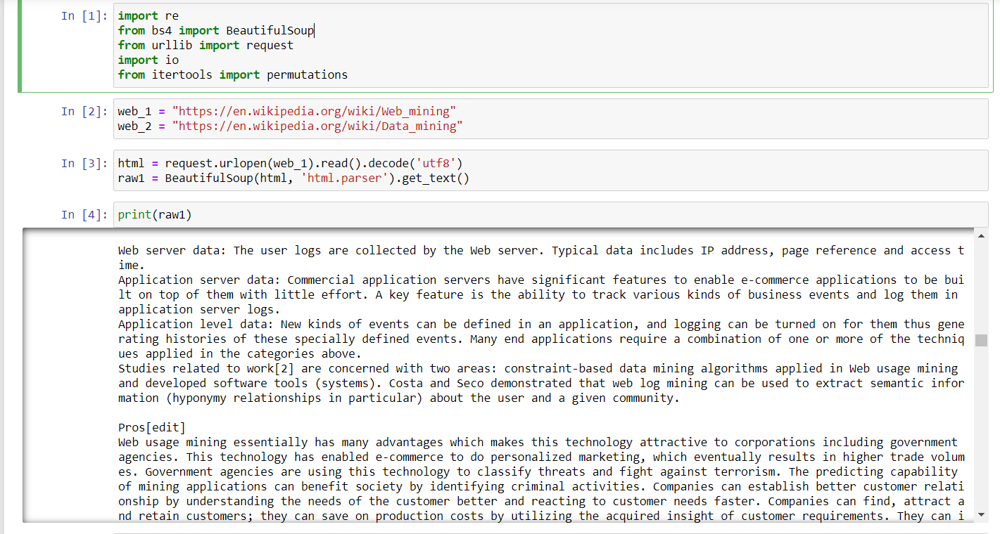 In [1]: import re
from bs4 import BeautifulSoup
from urllib import request
import io
from itertools import permutations
In [2]: web_1 = "https://en.wikipedia.org/wiki/Web_mining"
web_2 = "https://en.wikipedia.org/wiki/Data_mining"
In [3]: html = request.urlopen(web_1).read().decode('utf8')
raw1 = BeautifulSoup(html, 'html.parser').get_text()
In [4]: print(raw1)
Web server data: The user logs are collected by the Web server. Typical data includes IP address, page reference and access t
ime.
Application server data: Commercial application servers have significant features to enable e-commerce applications to be bui
lt on top of them with little effort. A key feature is the ability to track various kinds of business events and log them in
application server logs.
Application level data: New kinds of events can be defined in an application, and logging can be turned on for them thus gene
rating histories of these specially defined events. Many end applications require a combination of one or more of the techniq
ues applied in the categories above.
Studies related to work[2] are concerned with two areas: constraint-based data mining algorithms applied in Web usage mining
and developed software tools (systems). Costa and Seco demonstrated that web log mining can be used to extract semantic infor
mation (hyponymy relationships in particular) about the user and a given community.
Pros[edit]
Web usage mining essentially has many advantages which makes this technology attractive to corporations including government
agencies. This technology has enabled e-commerce to do personalized marketing, which eventually results in higher trade volum
es. Government agencies are using this technology to classify threats and fight against terrorism. The predicting capability
of mining applications can benefit society by identifying criminal activities. Companies can establish better customer relati
onship by understanding the needs of the customer better and reacting to customer needs faster. Companies can find, attract a
nd retain customers; they can save on production costs by utilizing the acquired insight of customer requirements. They can i